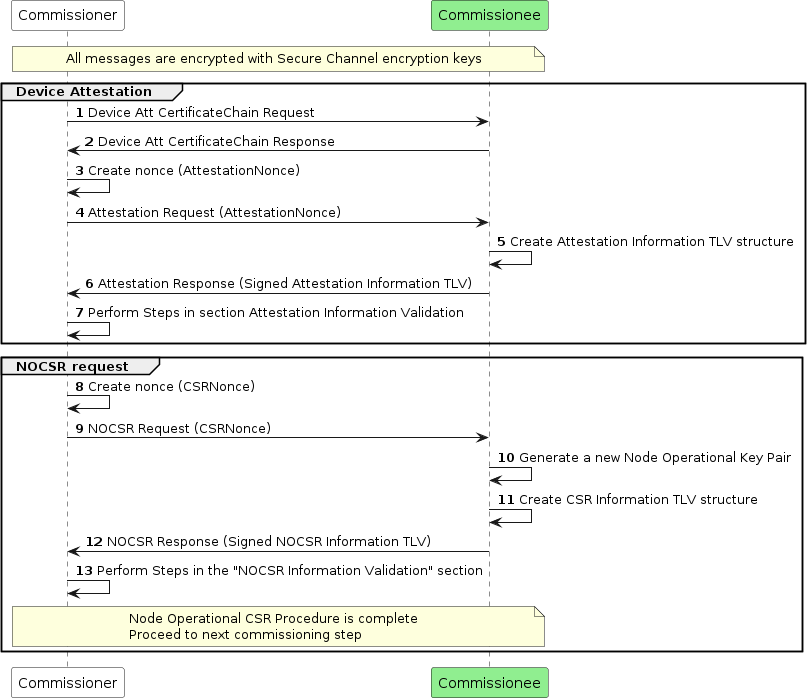 Commissioner Commissionee
All messages are encrypted with Secure Channel encryption keys
Device Attestation
1 Device Att CertificateChain Request
2 Device Att CertificateChain Response
3 Create nonce (AttestationNonce)
4 Attestation Request (AttestationNonce)
5 Create Attestation Information TLV structure
6 Attestation Response (Signed Attestation Information TLV)
7 Perform Steps in section Attestation Information Validation
NOCSR request
8 Create nonce (CSRNonce)
9 NOCSR Request (CSRNonce)
10 Generate a new Node Operational Key Pair
11 Create CSR Information TLV structure
12 NOCSR Response (Signed NOCSR Information TLV)
13 Perform Steps in the "NOCSR Information Validation" section
Node Operational CSR Procedure is complete
Proceed to next commissioning step
Commissioner Commissionee